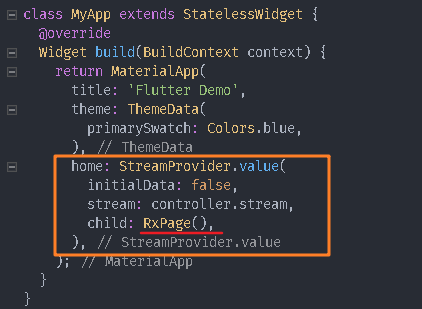 class MyApp extends StatelessWidget {
@override
Widget build(BuildContext context) {
return MaterialApp(
title: 'Flutter Demo',
theme: ThemeData(
primarySwatch: Colors.blue,
), // ThemeData
home: StreamProvider.value(
initialData: false,
stream: controller.stream,
child: RxPage(),
), // StreamProvider.value
); // MaterialApp
}
}